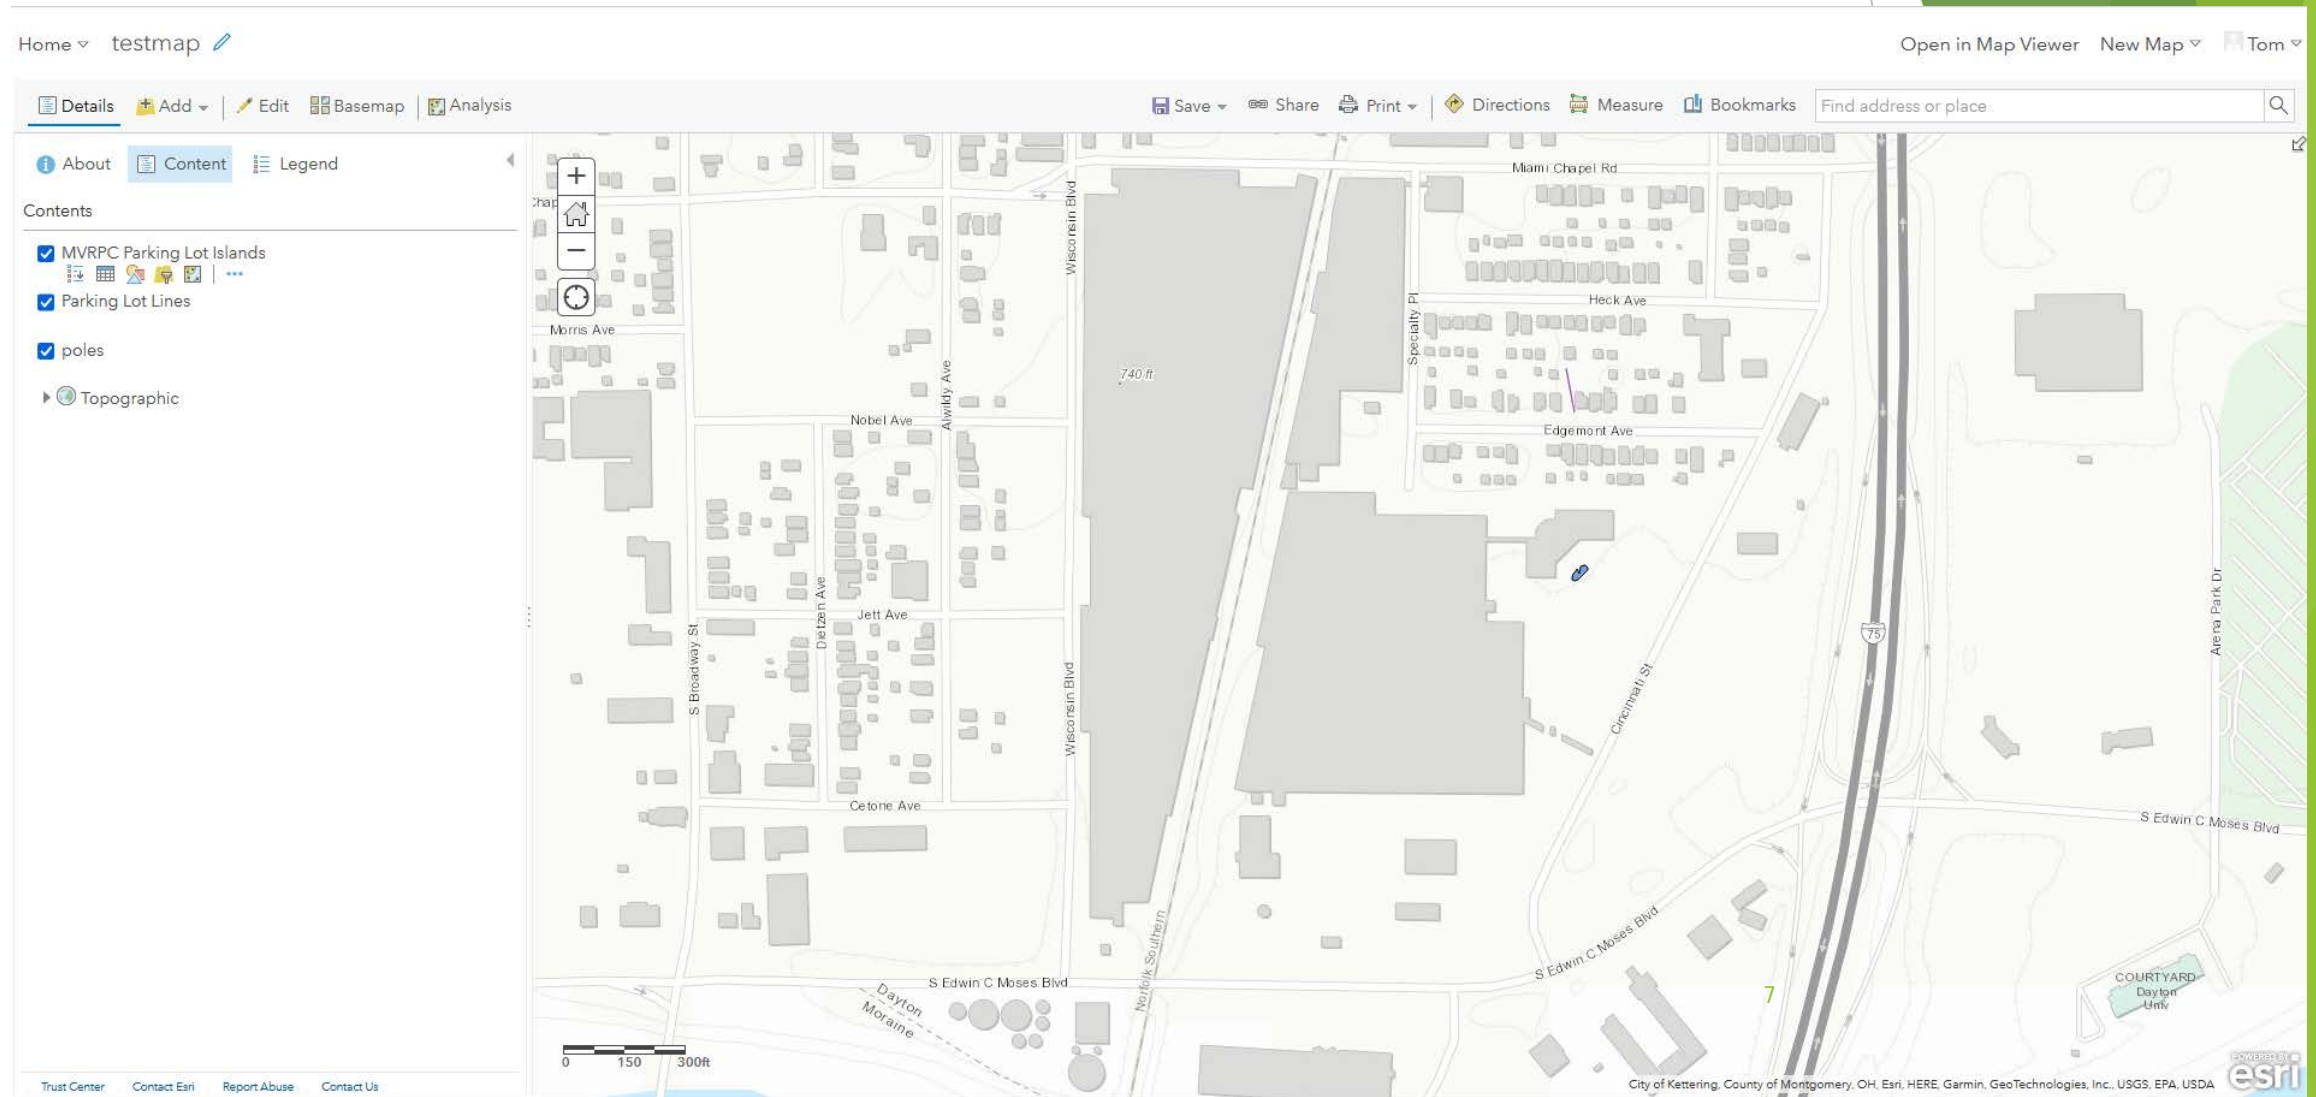 Home testmap Open in Map Viewer New Map Tom
Details Add Edit Basemap Analysis Save Share Print Directions Measure Bookmarks Find address or place
About Content Legend
Contents
MVRPC Parking Lot Islands
Parking Lot Lines
poles
Topographic
+
−
Miami Chapel Rd
Chap
Wisconsin Blvd
Heck Ave
Specialty Pl
Morris Ave
740 ft
Alwildy Ave
Nobel Ave
Edgemont Ave
Dietzen Ave
Jett Ave
Arena Park Dr
75
S Broadway St
Wisconsin Blvd
Cincinnati St
Cetone Ave
S Edwin C Moses Blvd
Norfolk Southern
S Edwin C Moses Blvd
S Edwin C Moses Blvd
Dayton
Moraine
COURTYARD
Dayton
Univ
7
0 150 300ft
Trust Center Contact Esri Report Abuse Contact Us
City of Kettering, County of Montgomery, OH, Esri, HERE, Garmin, GeoTechnologies, Inc., USGS, EPA, USDA
POWERED BY
esri